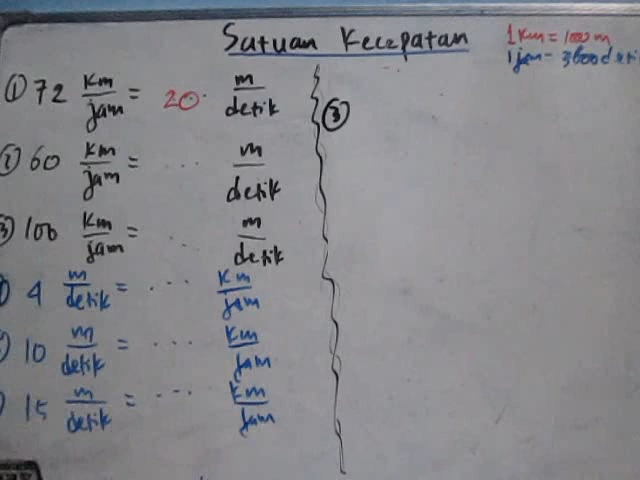 Satuan Kecepatan
1 Km = 1000 m
1 jam = 3600 detik
① 72 Km/jam = 20. m/detik
② 60 Km/jam = ... m/detik
③ 100 Km/jam = ... m/detik
4 m/detik = ... Km/jam
10 m/detik = ... Km/jam
15 m/detik = ... Km/jam
③